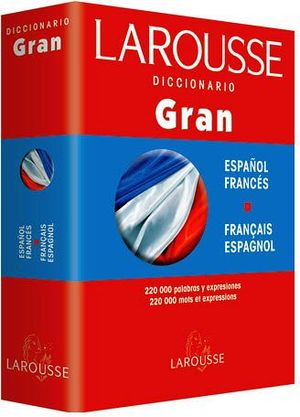 LAROUSSE
DICCIONARIO
Gran
ESPAÑOL
FRANCÉS
FRANÇAIS
ESPAGNOL
220 000 palabras y expresiones
220 000 mots et expressions
LAROUSSE
DICCIONARIO
Gran
ESPAÑOL
FRANCÉS
FRANÇAIS
ESPAGNOL
LAROUSSE